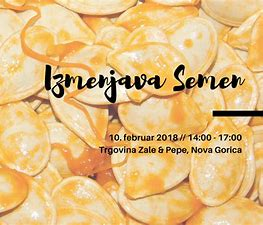 Izmenjava Semen
10. februar 2018 // 14:00 - 17:00
Trgovina Zale & Pepe, Nova Gorica